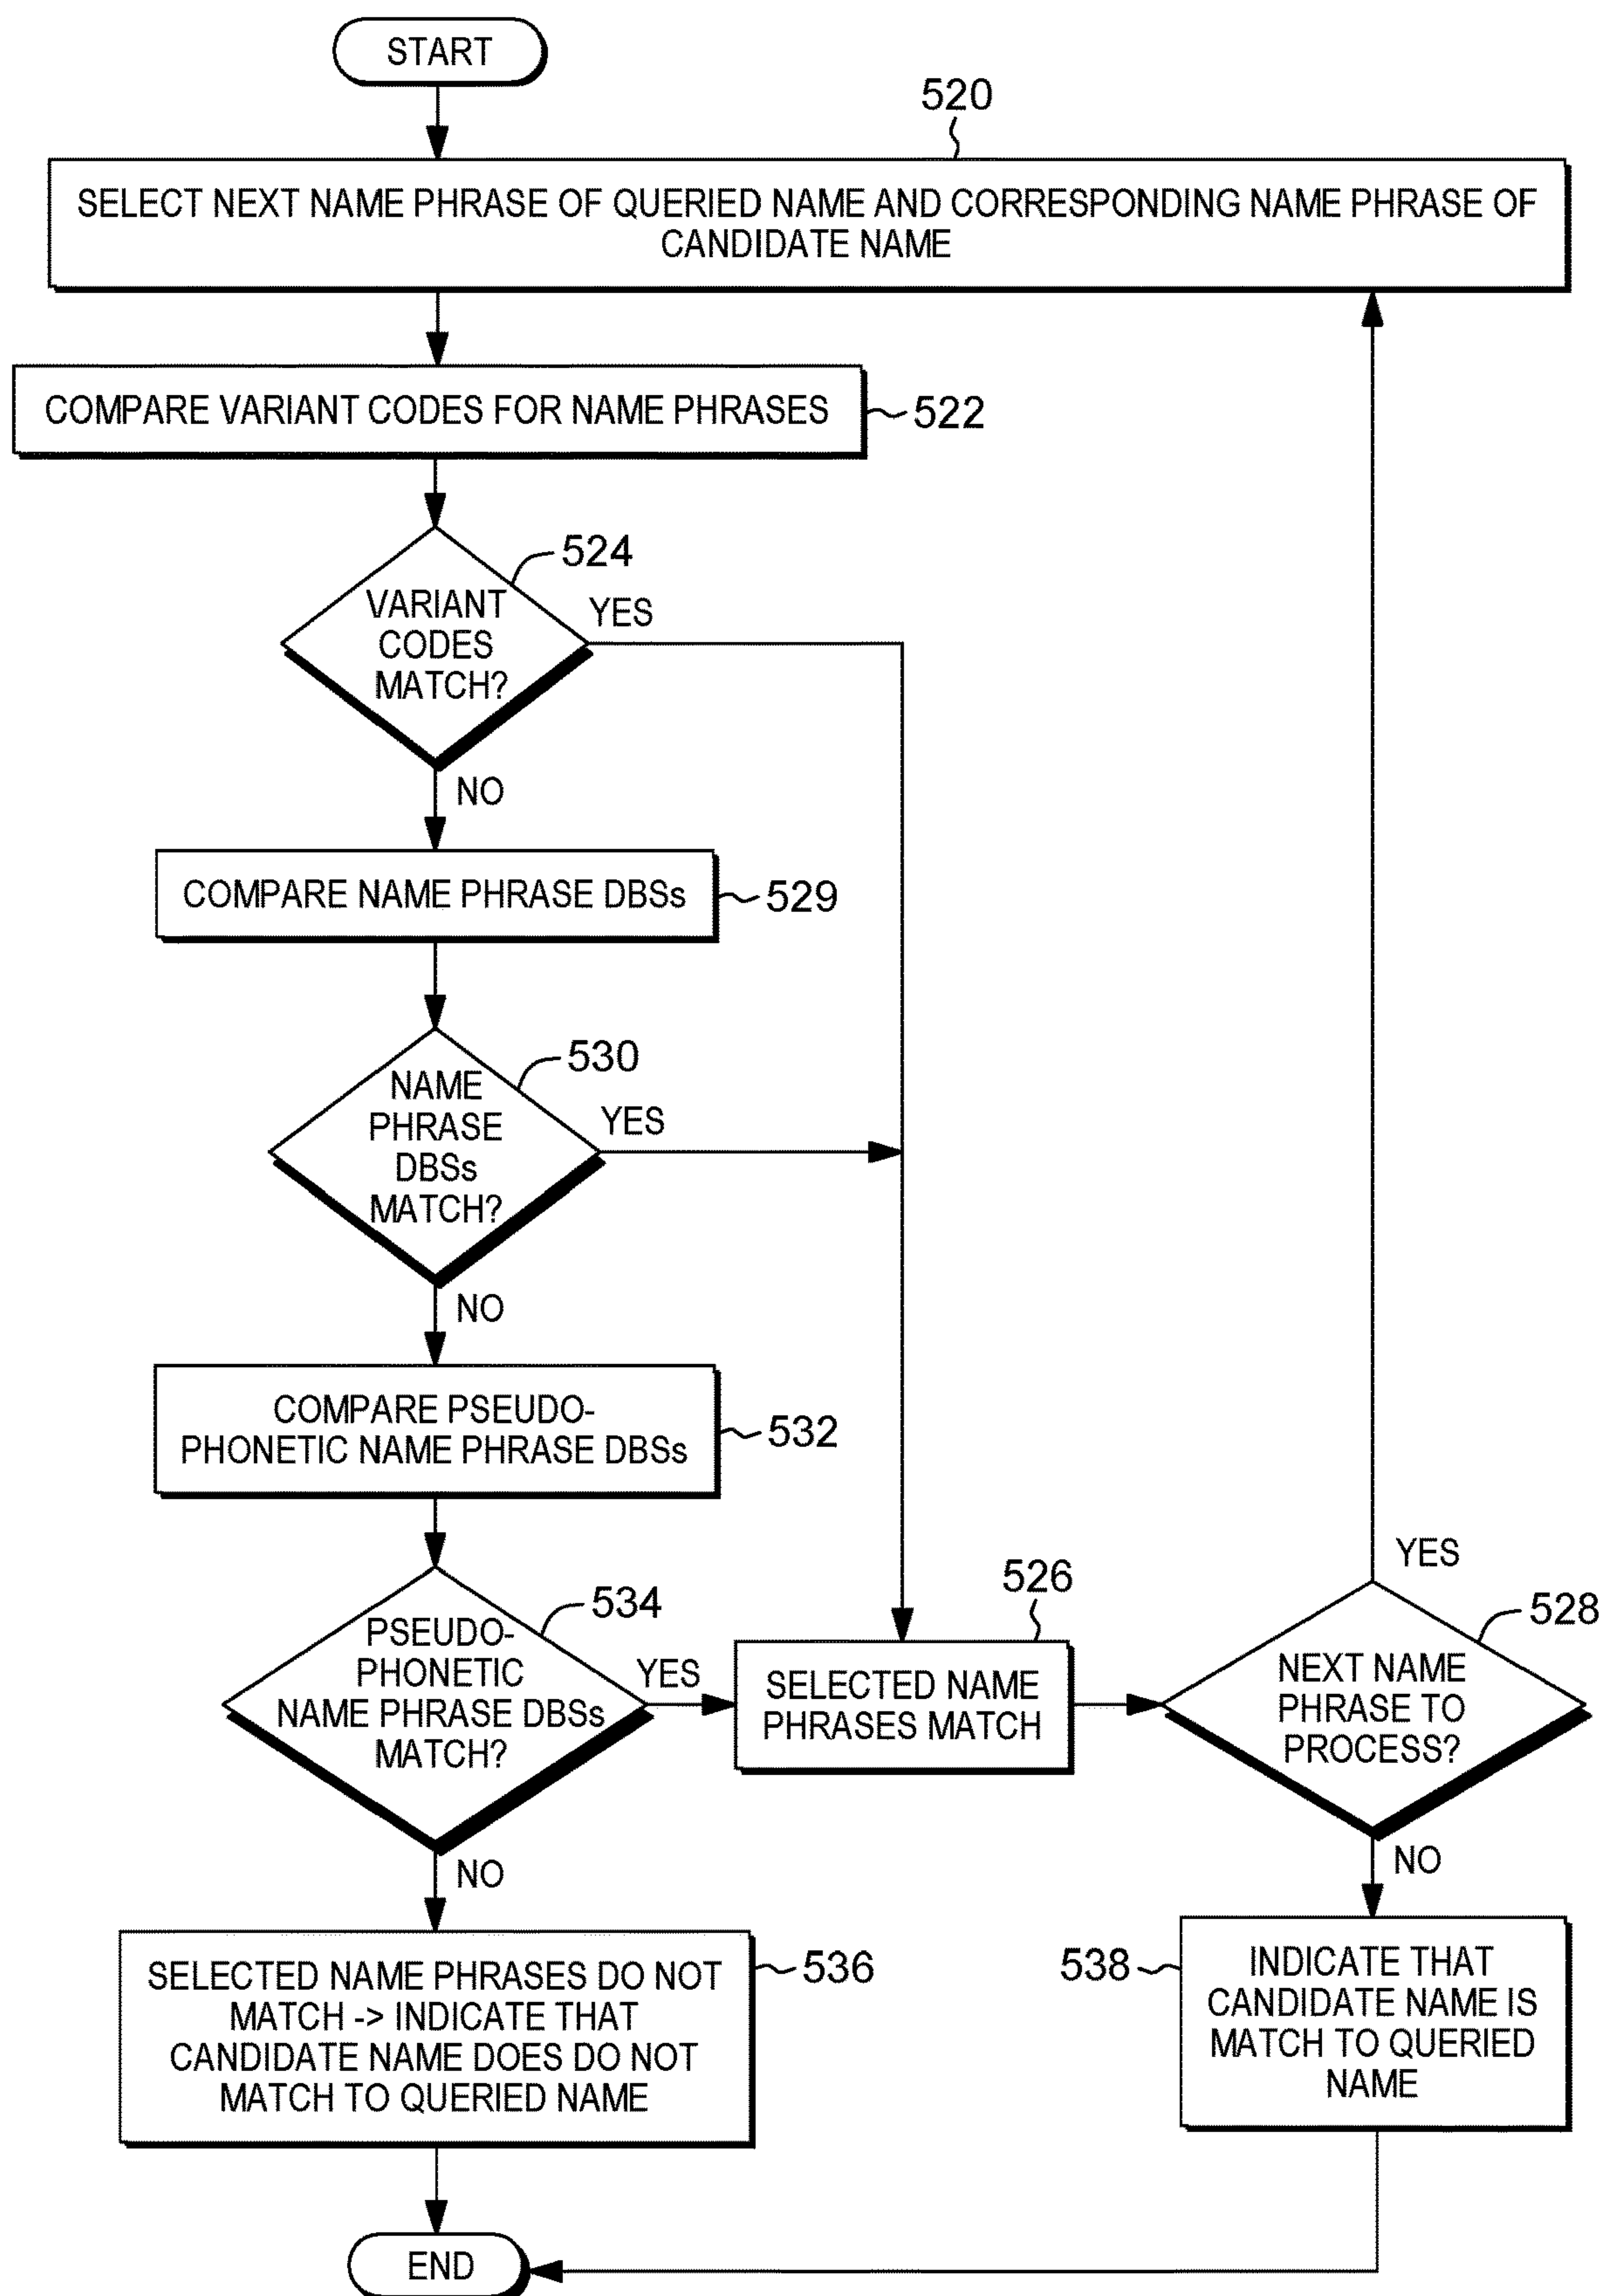 START
520
SELECT NEXT NAME PHRASE OF QUERIED NAME AND CORRESPONDING NAME PHRASE OF
CANDIDATE NAME
COMPARE VARIANT CODES FOR NAME PHRASES
522
524
VARIANT
CODES
MATCH?
YES
NO
COMPARE NAME PHRASE DBSs
529
530
NAME
PHRASE
DBSs
MATCH?
YES
NO
COMPARE PSEUDO-
PHONETIC NAME PHRASE DBSs
532
534
PSEUDO-
PHONETIC
NAME PHRASE DBSs
MATCH?
YES
NO
526
SELECTED NAME
PHRASES MATCH
YES
528
NEXT NAME
PHRASE TO
PROCESS?
NO
SELECTED NAME PHRASES DO NOT
MATCH -> INDICATE THAT
CANDIDATE NAME DOES DO NOT
MATCH TO QUERIED NAME
536
538
INDICATE THAT
CANDIDATE NAME IS
MATCH TO QUERIED
NAME
END